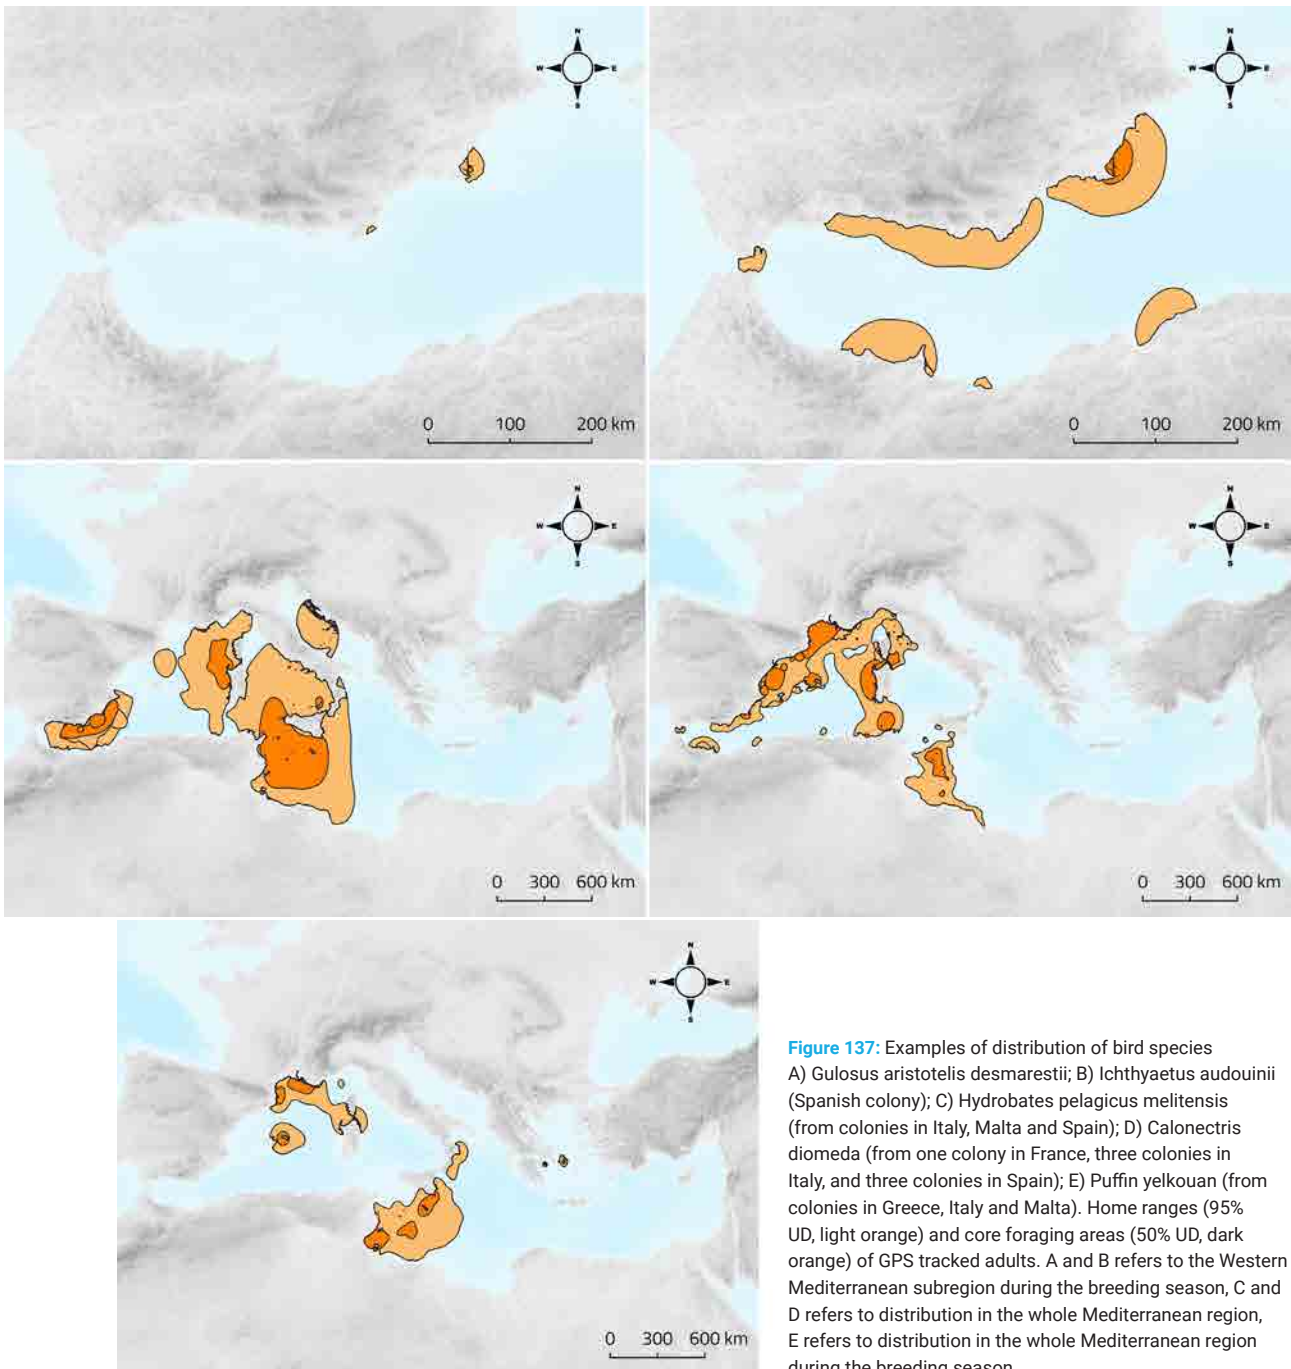 N
W E
S
0 100 200 km
N
W E
S
0 100 200 km
N
W E
S
0 300 600 km
N
W E
S
0 300 600 km
N
W E
S
0 300 600 km
Figure 137: Examples of distribution of bird species
A) Gulosus aristotelis desmarestii; B) Ichthyaetus audouinii
(Spanish colony); C) Hydrobates pelagicus melitensis
(from colonies in Italy, Malta and Spain); D) Calonectris
diomeda (from one colony in France, three colonies in
Italy, and three colonies in Spain); E) Puffin yelkouan (from
colonies in Greece, Italy and Malta). Home ranges (95%
UD, light orange) and core foraging areas (50% UD, dark
orange) of GPS tracked adults. A and B refers to the Western
Mediterranean subregion during the breeding season, C and
D refers to distribution in the whole Mediterranean region,
E refers to distribution in the whole Mediterranean region
during the breeding season